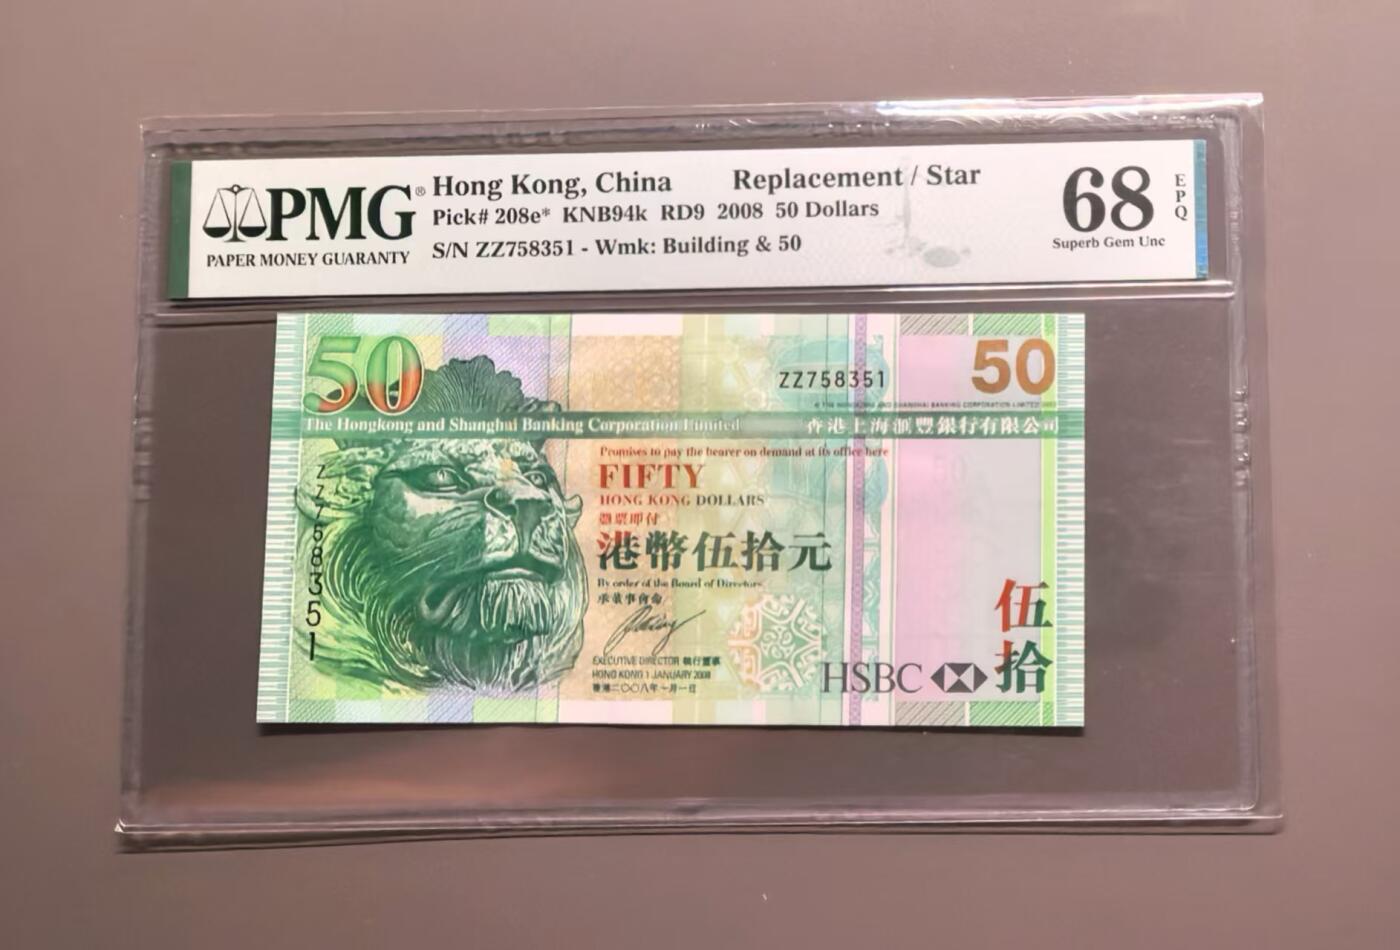 PMG®
PAPER MONEY GUARANTY
Hong Kong, China Replacement / Star
Pick# 208e* KNB94k RD9 2008 50 Dollars
S/N ZZ758351 - Wmk: Building & 50
68
Superb Gem Unc
EPQ
50
ZZ758351
50
The Hongkong and Shanghai Banking Corporation Limited
香港上海滙豐銀行有限公司
ZZ758351
Promises to pay the bearer on demand at its office here
FIFTY
HONG KONG DOLLARS
憑票即付
港幣伍拾元
By order of the Board of Directors
承董事會命
EXECUTIVE DIRECTOR 執行董事
HONG KONG 1 JANUARY 2008
香港二〇〇八年一月一日
HSBC
伍拾